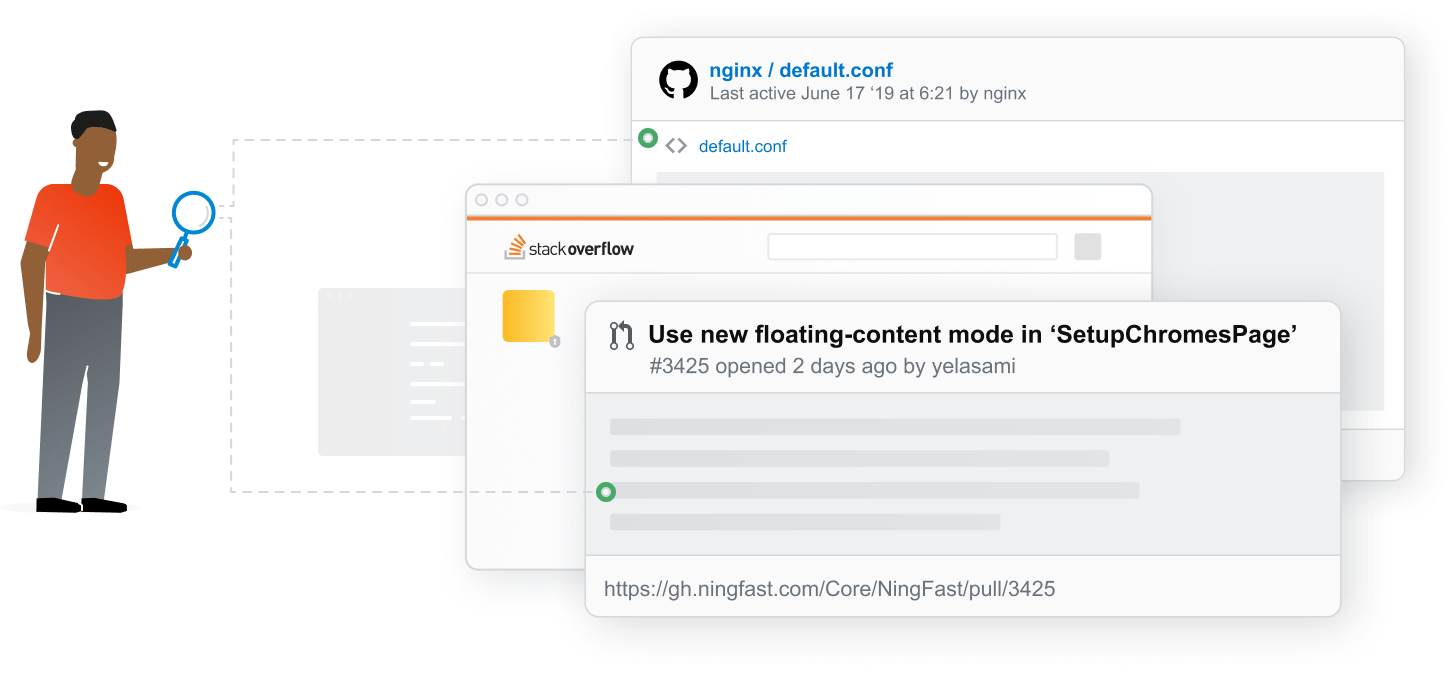 nginx / default.conf
Last active June 17 ‘19 at 6:21 by nginx
default.conf
stackoverflow
Use new floating-content mode in ‘SetupChromesPage’
#3425 opened 2 days ago by yelasami
https://gh.ningfast.com/Core/NingFast/pull/3425